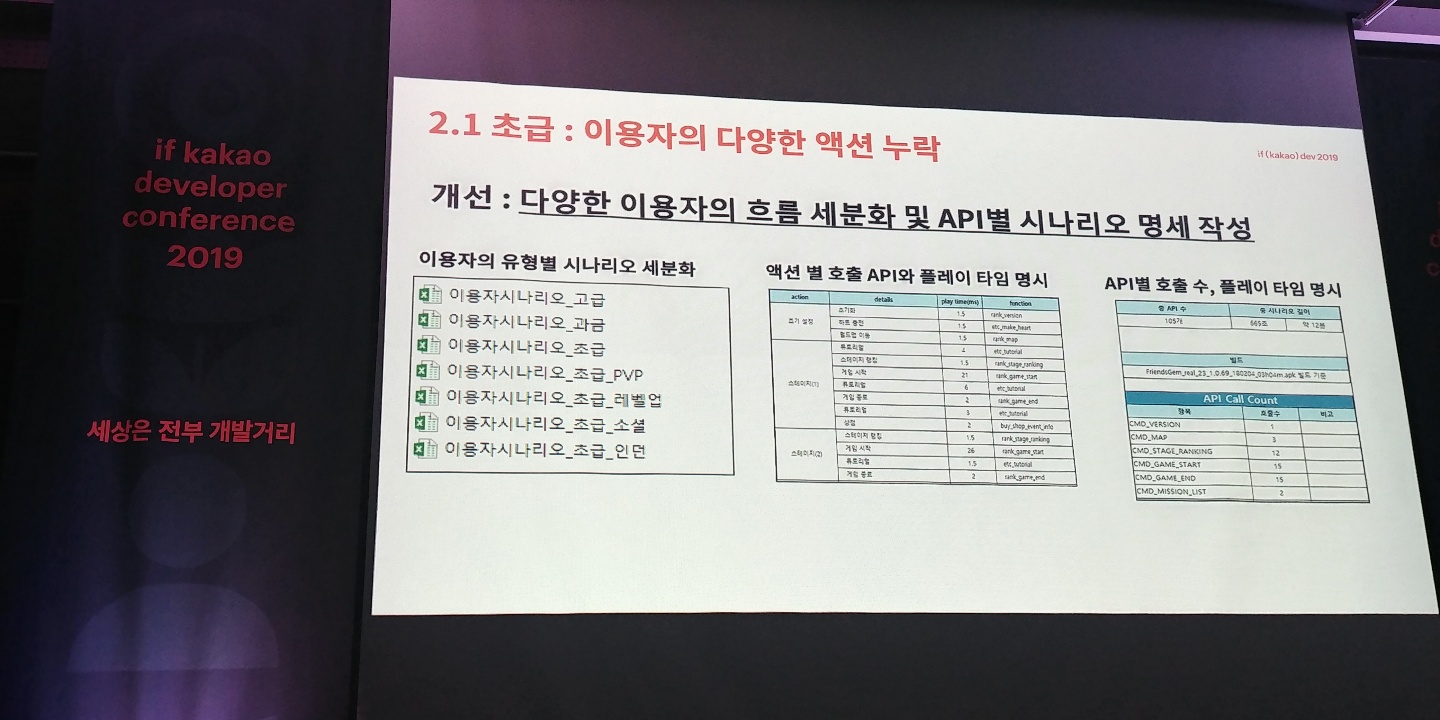 if kakao
developer
conference
2019
세상은 전부 개발거리
2.1 초급 : 이용자의 다양한 액션 누락
if(kakao)dev2019
개선 : 다양한 이용자의 흐름 세분화 및 API별 시나리오 명세 작성
이용자의 유형별 시나리오 세분화
이용자시나리오_고급
이용자시나리오_과금
이용자시나리오_초급
이용자시나리오_초급_PVP
이용자시나리오_초급_레벨업
이용자시나리오_초급_소셜
이용자시나리오_초급_인던
액션 별 호출 API와 플레이 타임 명시
action details play time(ms) function
초기 설정 초기화 1.5 rank_version
하트 충전 1.5 etc_make_heart
월드맵 이동 1.5 rank_map
스테이지(1) 튜토리얼 4 etc_tutorial
스테이지 랭킹 1.5 rank_stage_ranking
게임 시작 21 rank_game_start
튜토리얼 6 etc_tutorial
게임 종료 2 rank_game_end
튜토리얼 3 etc_tutorial
상점 2 buy_shop_event_info
스테이지(2) 스테이지 랭킹 1.5 rank_stage_ranking
게임 시작 26 rank_game_start
튜토리얼 1.5 etc_tutorial
게임 종료 2 rank_game_end
API별 호출 수, 플레이 타임 명시
총 API 수 총 시나리오 길이
105개 665초 약 12분
빌드
FriendsGem_real_23_1.0.69_180204_03h04m.apk 빌드 기준
API Call Count
항목 호출수 비고
CMD_VERSION 1
CMD_MAP 3
CMD_STAGE_RANKING 12
CMD_GAME_START 15
CMD_GAME_END 15
CMD_MISSION_LIST 2